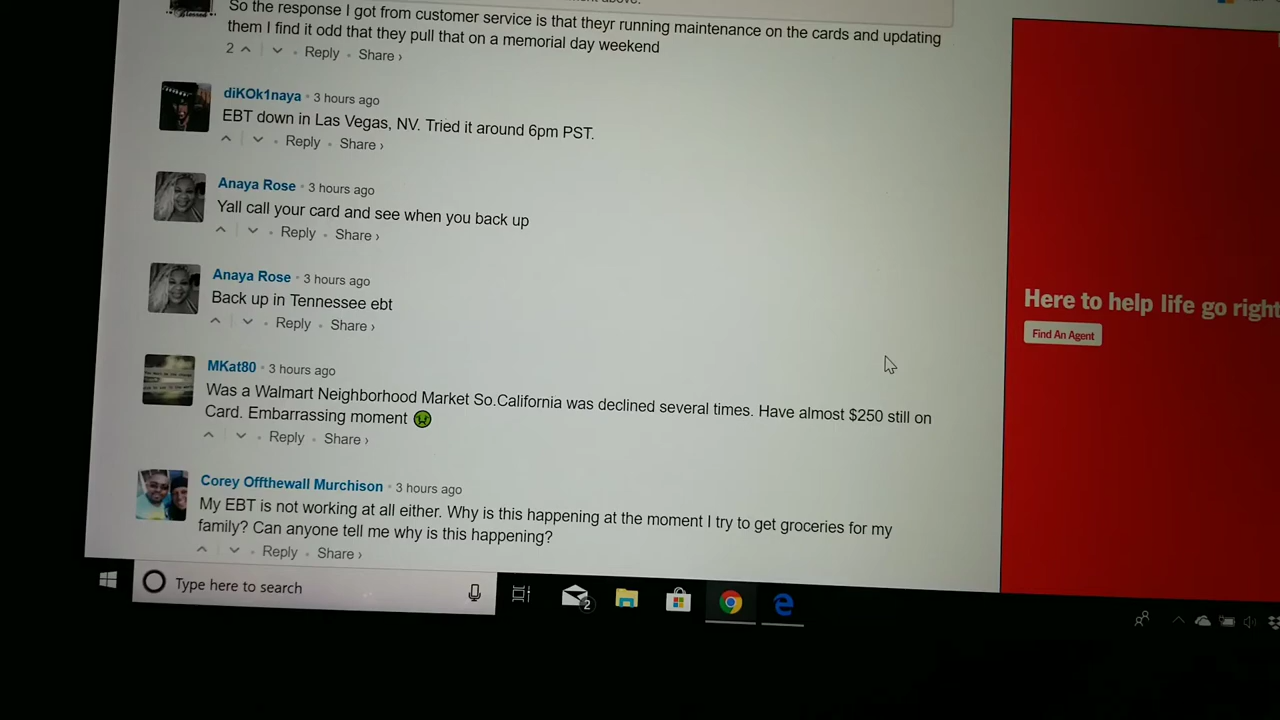 So the response I got from customer service is that theyr running maintenance on the cards and updating
them I find it odd that they pull that on a memorial day weekend
2 • Reply • Share ›
diKOk1naya • 3 hours ago
EBT down in Las Vegas, NV. Tried it around 6pm PST.
• Reply • Share ›
Anaya Rose • 3 hours ago
Yall call your card and see when you back up
• Reply • Share ›
Anaya Rose • 3 hours ago
Back up in Tennessee ebt
• Reply • Share ›
MKat80 • 3 hours ago
Was a Walmart Neighborhood Market So.California was declined several times. Have almost $250 still on
Card. Embarrassing moment
• Reply • Share ›
Corey Offthewall Murchison • 3 hours ago
My EBT is not working at all either. Why is this happening at the moment I try to get groceries for my
family? Can anyone tell me why is this happening?
• Reply • Share ›
Here to help life go right
Find An Agent
Type here to search
2